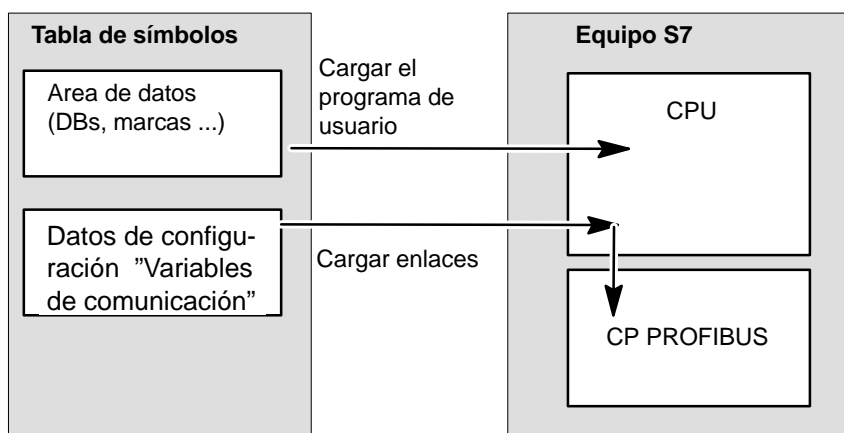 Tabla de símbolos
Area de datos
(DBs, marcas ...)
Datos de configu-
ración ”Variables
de comunicación”
Cargar el
programa de
usuario
Cargar enlaces
Equipo S7
CPU
CP PROFIBUS